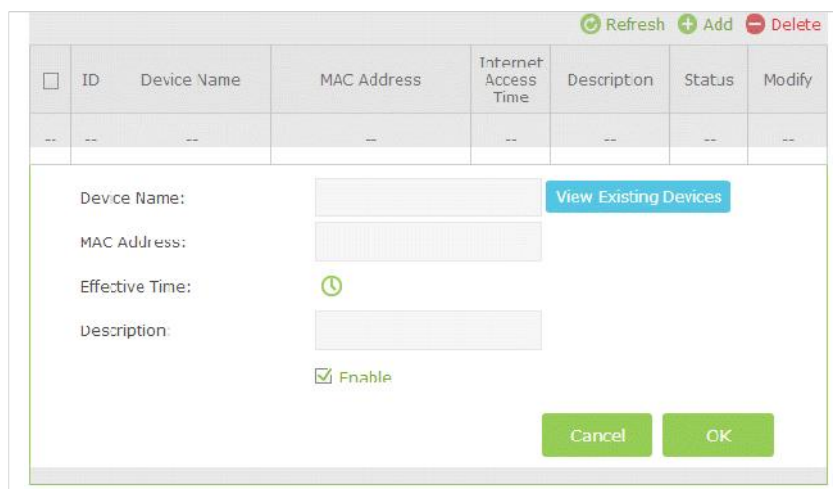 Refresh Add Delete
ID Device Name MAC Address Internet Access Time Description Status Modify
-- -- -- -- -- -- -- --
Device Name: View Existing Devices
MAC Address:
Effective Time:
Description:
Enable
Cancel OK